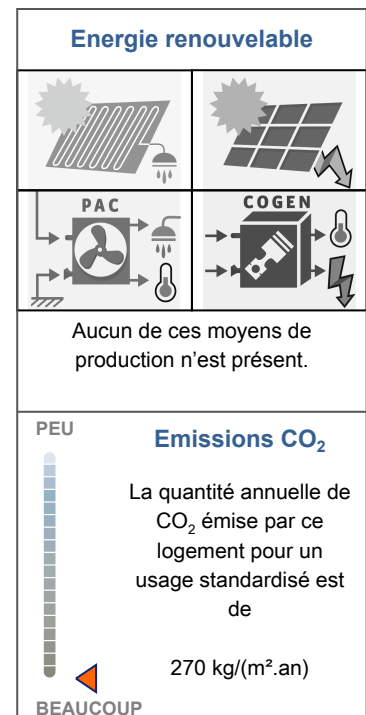 Energie renouvelable
PAC
COGEN
Aucun de ces moyens de
production n'est présent.
PEU
Emissions CO₂
La quantité annuelle de
CO₂ émise par ce
logement pour un
usage standardisé est
de
270 kg/(m².an)
BEAUCOUP